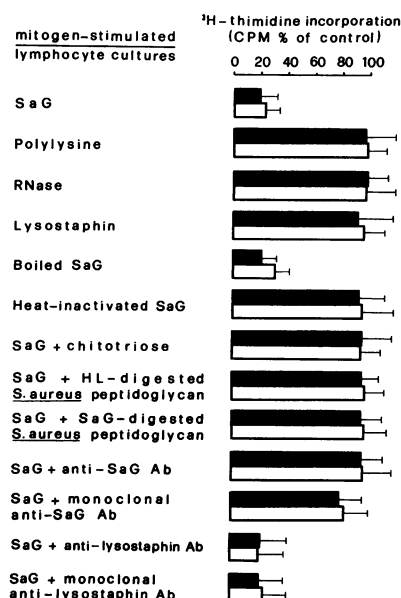 ³H-thimidine incorporation
(CPM % of control)
mitogen-stimulated
lymphocyte cultures
0 20 40 60 80 100
SaG
Polylysine
RNase
Lysostaphin
Boiled SaG
Heat-inactivated SaG
SaG + chitotriose
SaG + HL-digested
S.aureus peptidoglycan
SaG + SaG-digested
S.aureus peptidoglycan
SaG + anti-SaG Ab
SaG + monoclonal
anti-SaG Ab
SaG + anti-lysostaphin Ab
SaG + monoclonal
anti-lysostaphin Ab